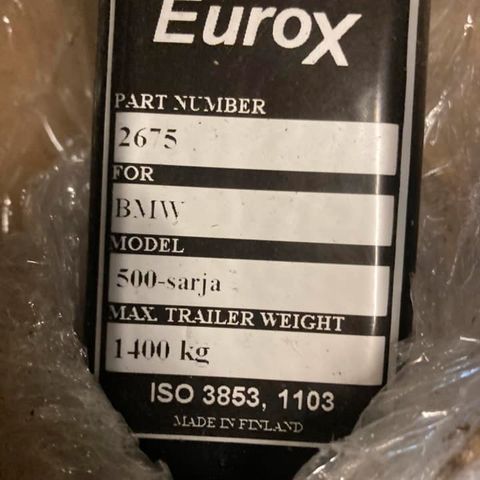 EuroX
PART NUMBER
2675
FOR
BMW
MODEL
500-sarja
MAX. TRAILER WEIGHT
1400 kg
ISO 3853, 1103
MADE IN FINLAND